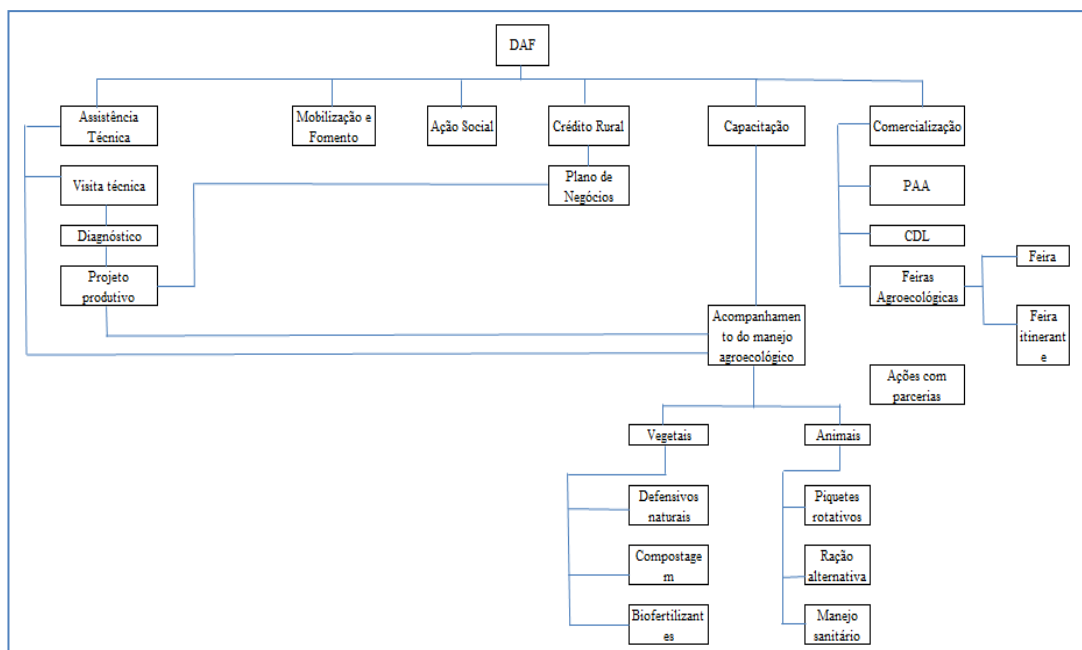 DAF
Assistência
Técnica
Mobilização e
Fomento
Ação Social
Crédito Rural
Capacitação
Comercialização
Visita técnica
Plano de
Negócios
PAA
Diagnóstico
CDL
Projeto
produtivo
Feiras
Agroecológicas
Feira
Feira
itinerant
e
Acompanhame
nto do manejo
agroecológico
Ações com
parcerias
Vegetais
Animais
Defensivos
naturais
Piquetes
rotativos
Compostage
m
Ração
alternativa
Biofertilizant
es
Manejo
sanitário